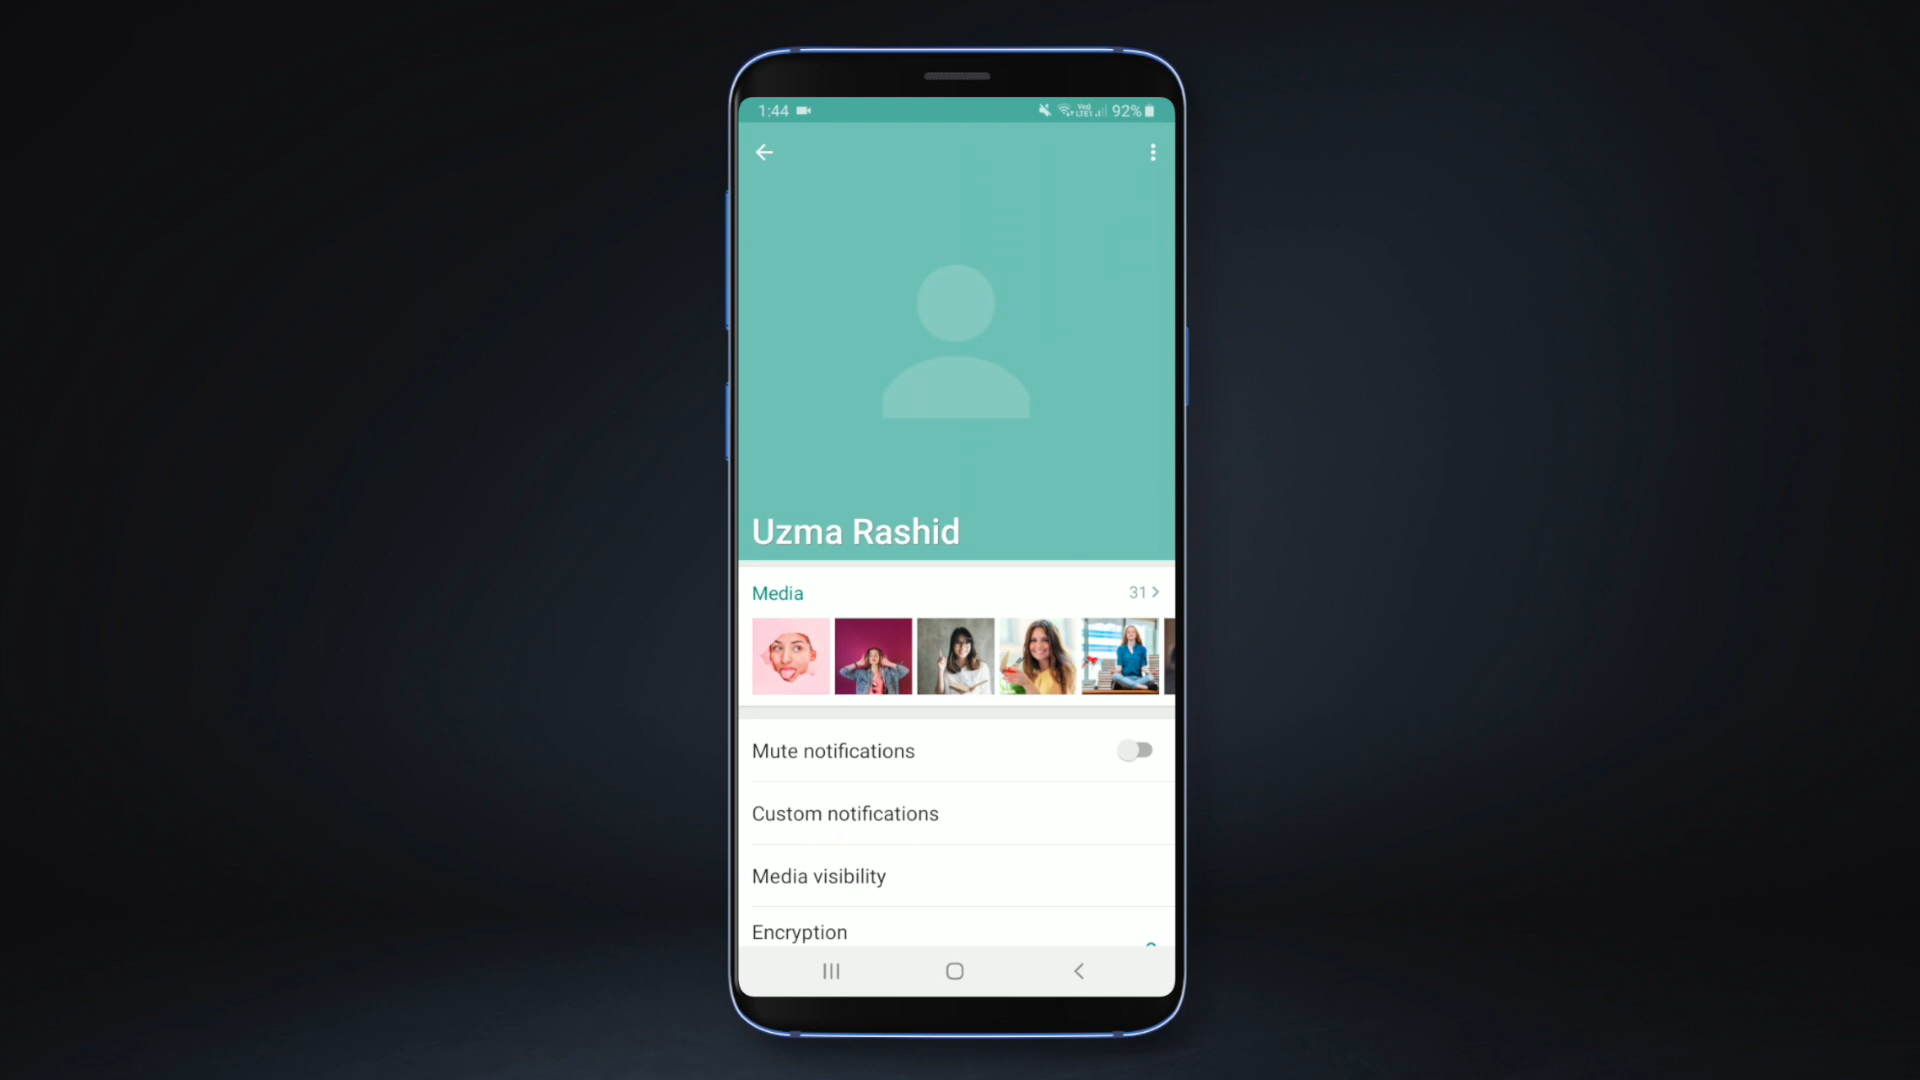 1:44 92%
Uzma Rashid
Media 31
Mute notifications
Custom notifications
Media visibility
Encryption